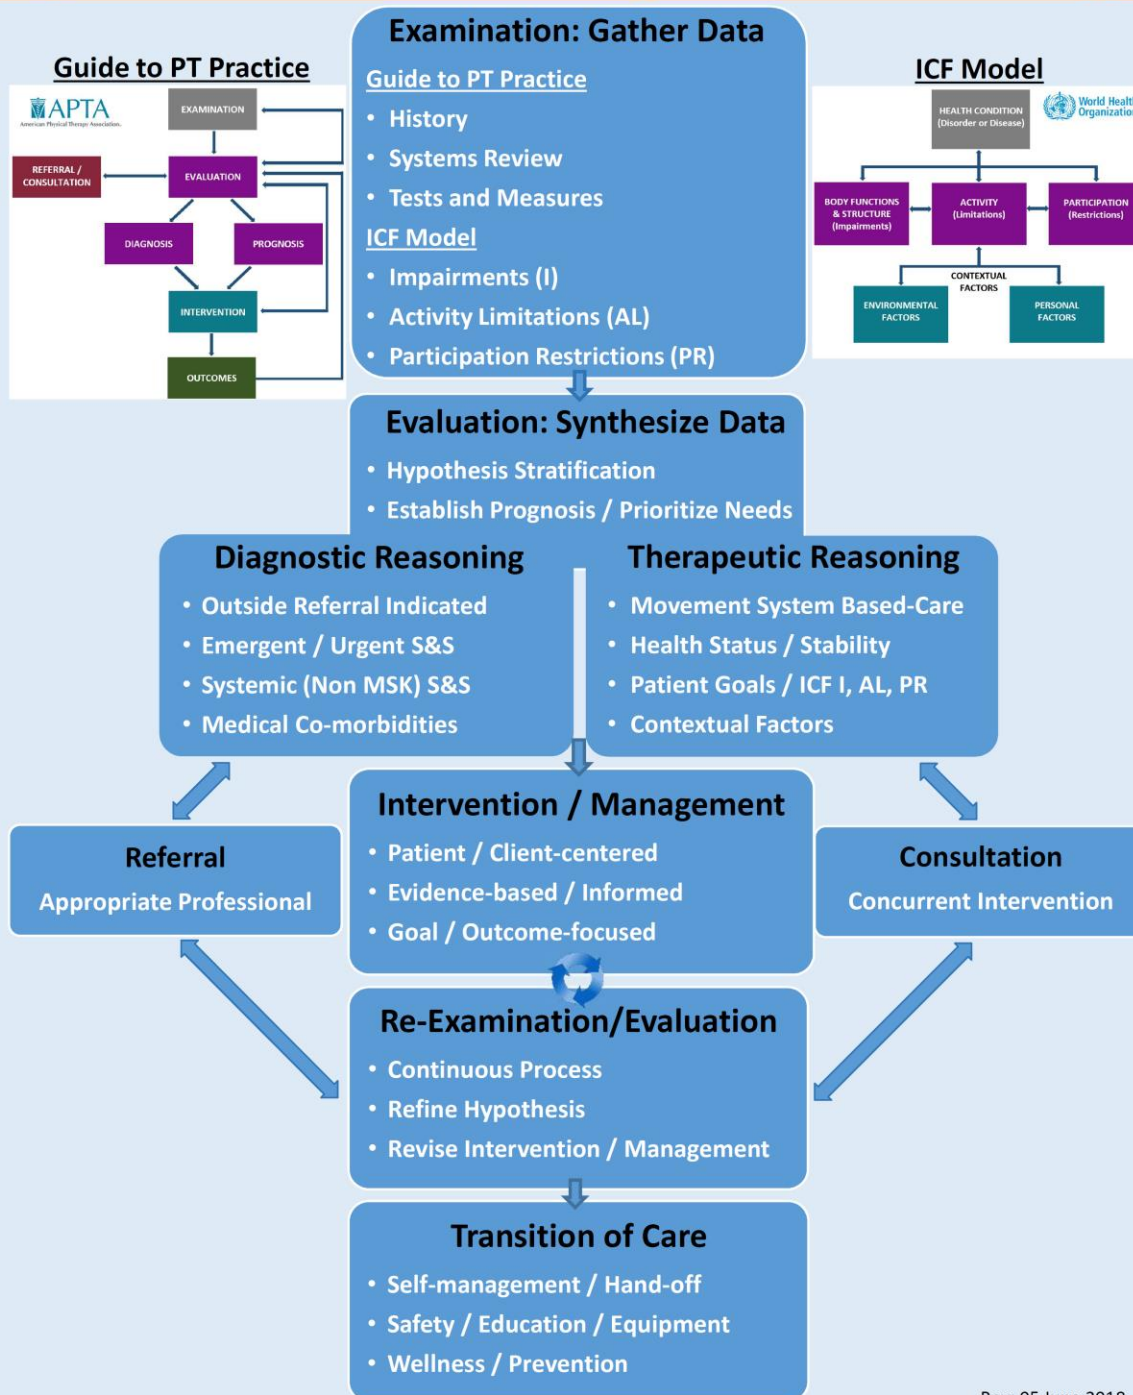 Guide to PT Practice
APTA
American Physical Therapy Association.
EXAMINATION
REFERRAL /
CONSULTATION
EVALUATION
DIAGNOSIS
PROGNOSIS
INTERVENTION
OUTCOMES
Examination: Gather Data
Guide to PT Practice
• History
• Systems Review
• Tests and Measures
ICF Model
• Impairments (I)
• Activity Limitations (AL)
• Participation Restrictions (PR)
ICF Model
HEALTH CONDITION
(Disorder or Disease)
World Health
Organization
BODY FUNCTIONS
& STRUCTURE
(Impairments)
ACTIVITY
(Limitations)
PARTICIPATION
(Restrictions)
CONTEXTUAL
FACTORS
ENVIRONMENTAL
FACTORS
PERSONAL
FACTORS
Evaluation: Synthesize Data
• Hypothesis Stratification
• Establish Prognosis / Prioritize Needs
Diagnostic Reasoning
• Outside Referral Indicated
• Emergent / Urgent S&S
• Systemic (Non MSK) S&S
• Medical Co-morbidities
Therapeutic Reasoning
• Movement System Based-Care
• Health Status / Stability
• Patient Goals / ICF I, AL, PR
• Contextual Factors
Intervention / Management
• Patient / Client-centered
• Evidence-based / Informed
• Goal / Outcome-focused
Referral
Appropriate Professional
Consultation
Concurrent Intervention
Re-Examination/Evaluation
• Continuous Process
• Refine Hypothesis
• Revise Intervention / Management
Transition of Care
• Self-management / Hand-off
• Safety / Education / Equipment
• Wellness / Prevention